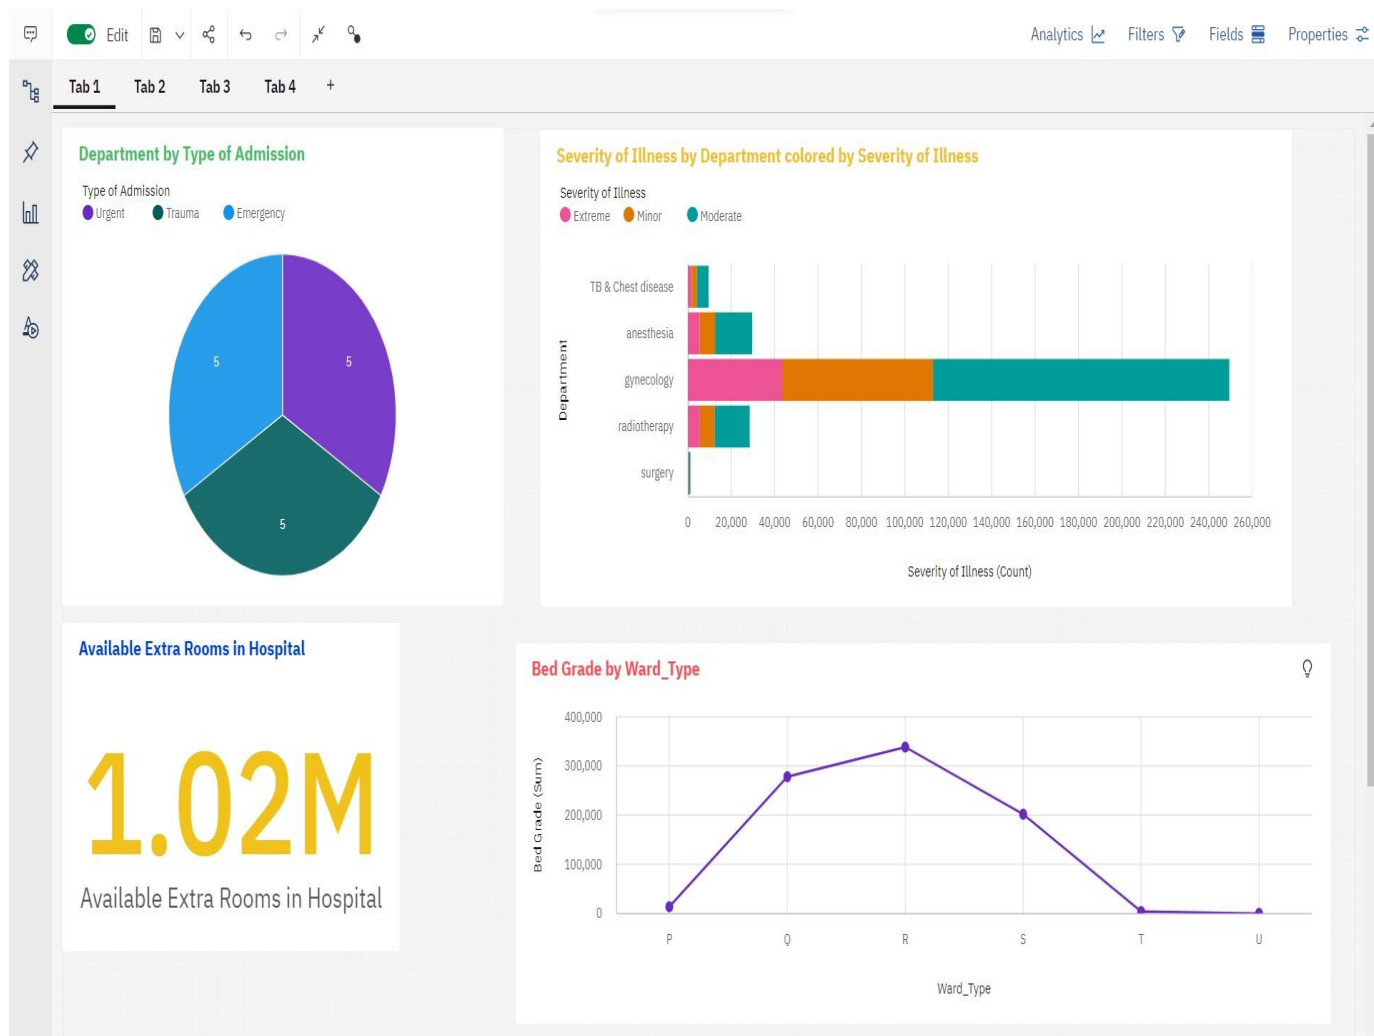 Edit
Analytics Filters Fields Properties
Tab 1 Tab 2 Tab 3 Tab 4 +
Department by Type of Admission
Type of Admission
Urgent Trauma Emergency
5 5
5
Severity of Illness by Department colored by Severity of Illness
Severity of Illness
Extreme Minor Moderate
Department
TB & Chest disease
anesthesia
gynecology
radiotherapy
surgery
0 20,000 40,000 60,000 80,000 100,000 120,000 140,000 160,000 180,000 200,000 220,000 240,000 260,000
Severity of Illness (Count)
Available Extra Rooms in Hospital
1.02M
Available Extra Rooms in Hospital
Bed Grade by Ward_Type
Bed Grade (Sum)
400,000
300,000
200,000
100,000
0
P Q R S T U
Ward_Type